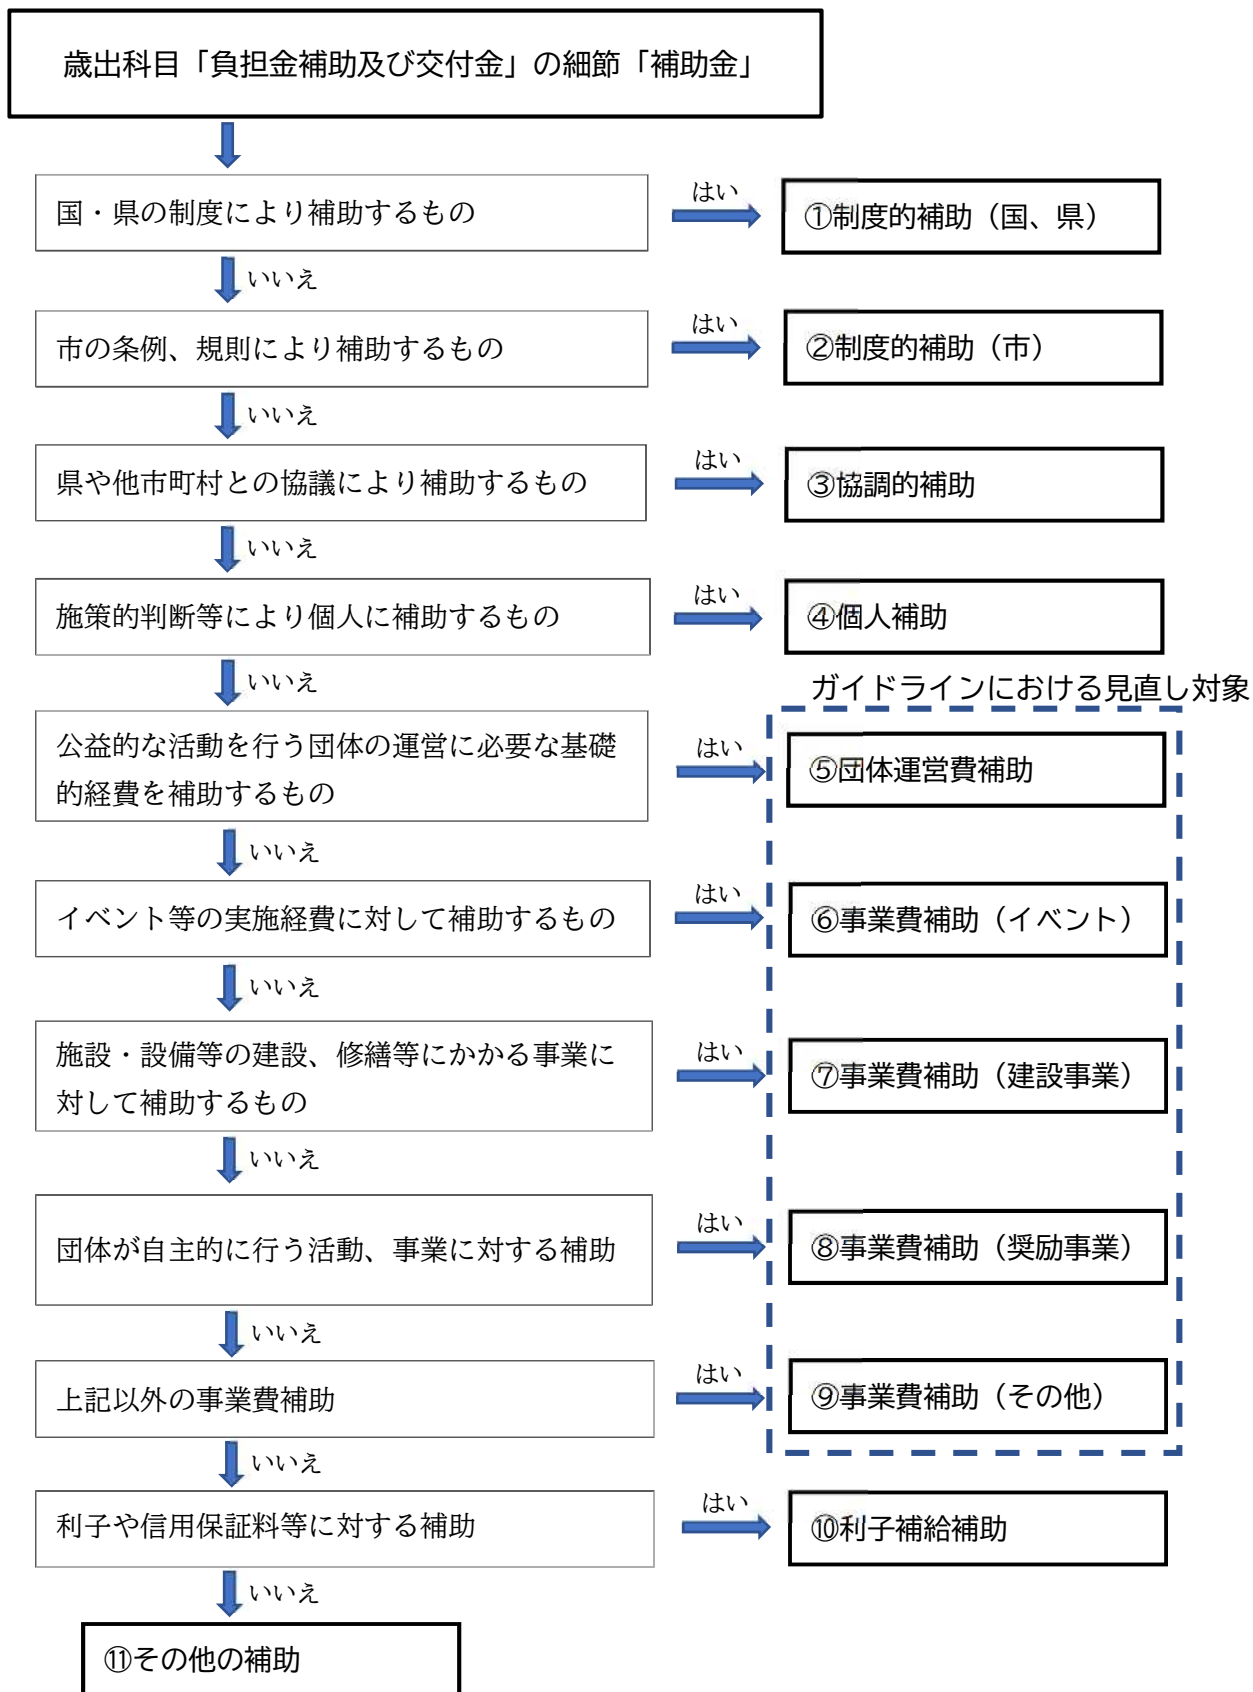 歳出科目「負担金補助及び交付金」の細節「補助金」
国・県の制度により補助するもの
はい
①制度的補助（国、県）
いいえ
市の条例、規則により補助するもの
はい
②制度的補助（市）
いいえ
県や他市町村との協議により補助するもの
はい
③協調的補助
いいえ
施策的判断等により個人に補助するもの
はい
④個人補助
いいえ
ガイドラインにおける見直し対象
公益的な活動を行う団体の運営に必要な基礎
的経費を補助するもの
はい
⑤団体運営費補助
いいえ
イベント等の実施経費に対して補助するもの
はい
⑥事業費補助（イベント）
いいえ
施設・設備等の建設、修繕等にかかる事業に
対して補助するもの
はい
⑦事業費補助（建設事業）
いいえ
団体が自主的に行う活動、事業に対する補助
はい
⑧事業費補助（奨励事業）
いいえ
上記以外の事業費補助
はい
⑨事業費補助（その他）
いいえ
利子や信用保証料等に対する補助
はい
⑩利子補給補助
いいえ
⑪その他の補助